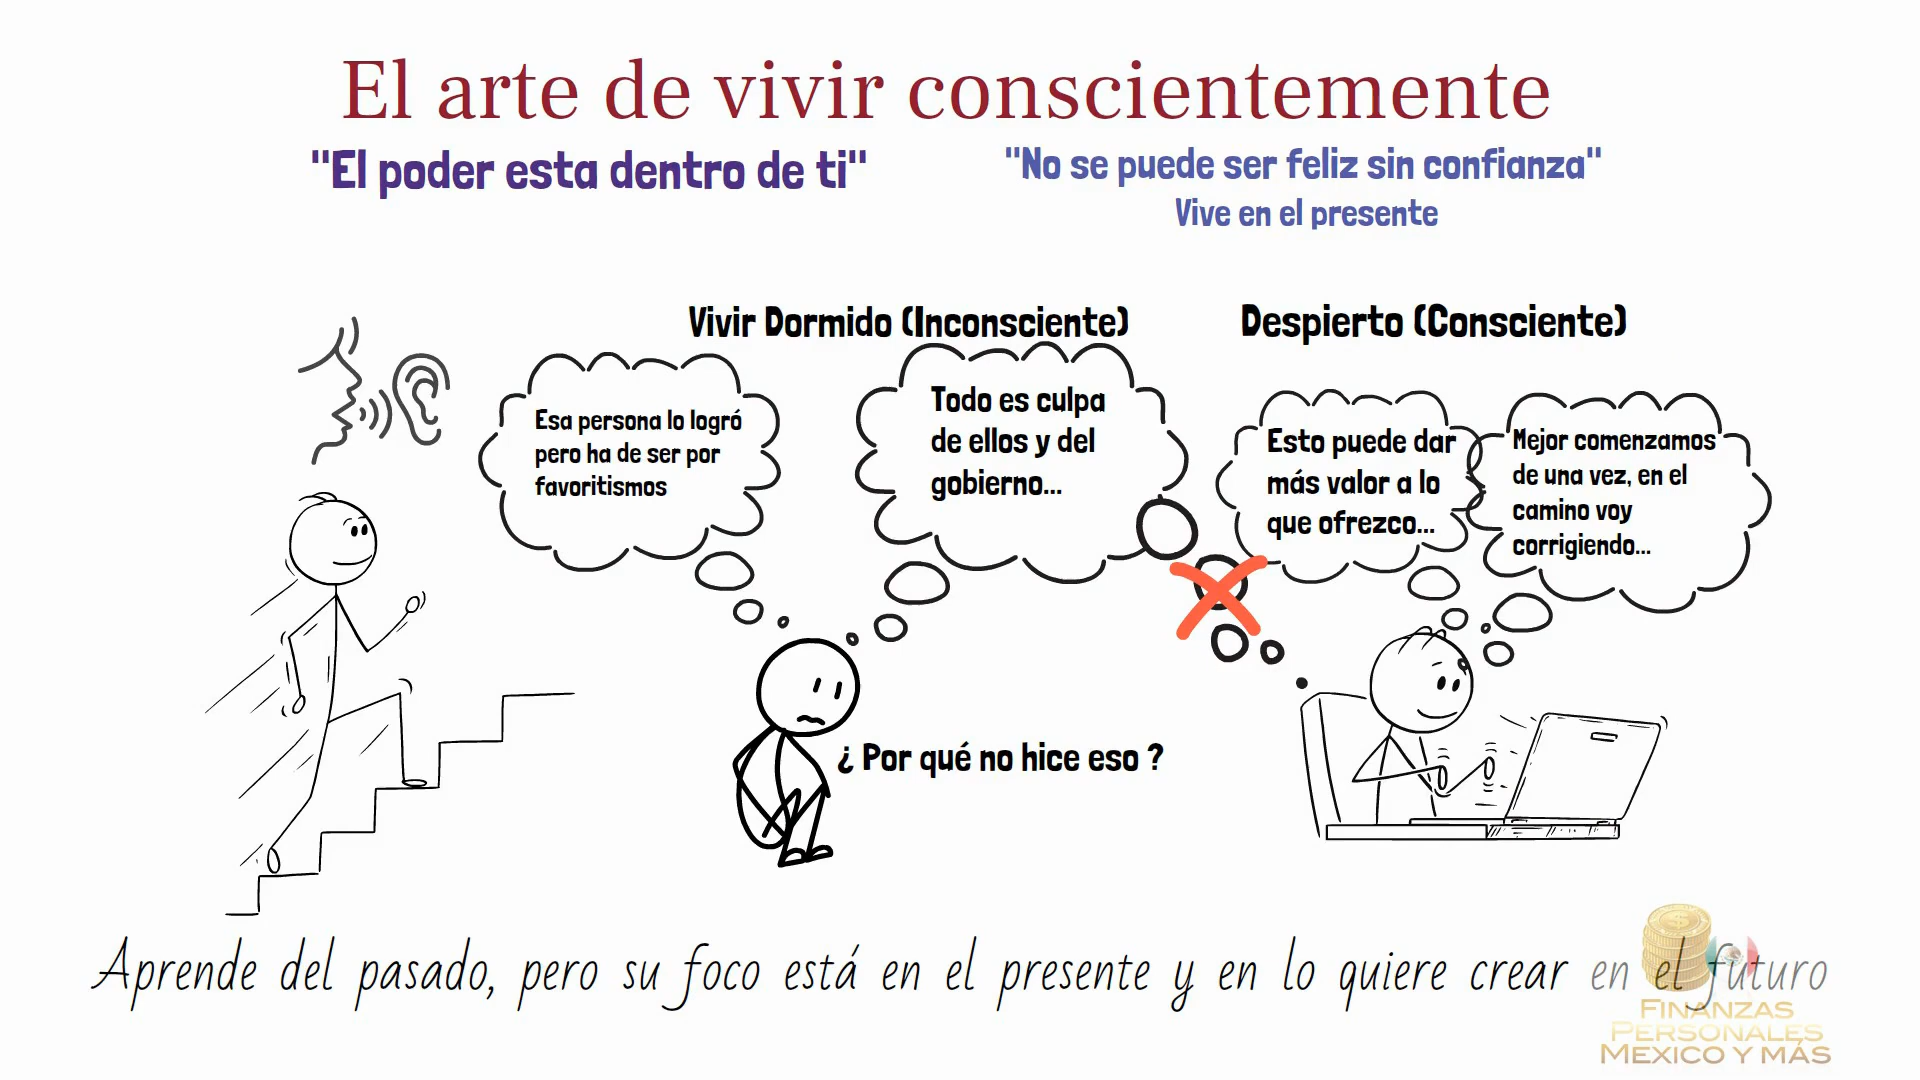 El arte de vivir conscientemente
"El poder esta dentro de ti"
"No se puede ser feliz sin confianza"
Vive en el presente
Vivir Dormido (Inconsciente)
Despierto (Consciente)
Esa persona lo logró
pero ha de ser por
favoritismos
Todo es culpa
de ellos y del
gobierno...
Esto puede dar
más valor a lo
que ofrezco...
Mejor comenzamos
de una vez, en el
camino voy
corrigiendo...
¿ Por qué no hice eso ?
Aprende del pasado, pero su foco está en el presente y en lo quiere crear en el futuro
FINANZAS
PERSONALES
MEXICO Y MÁS